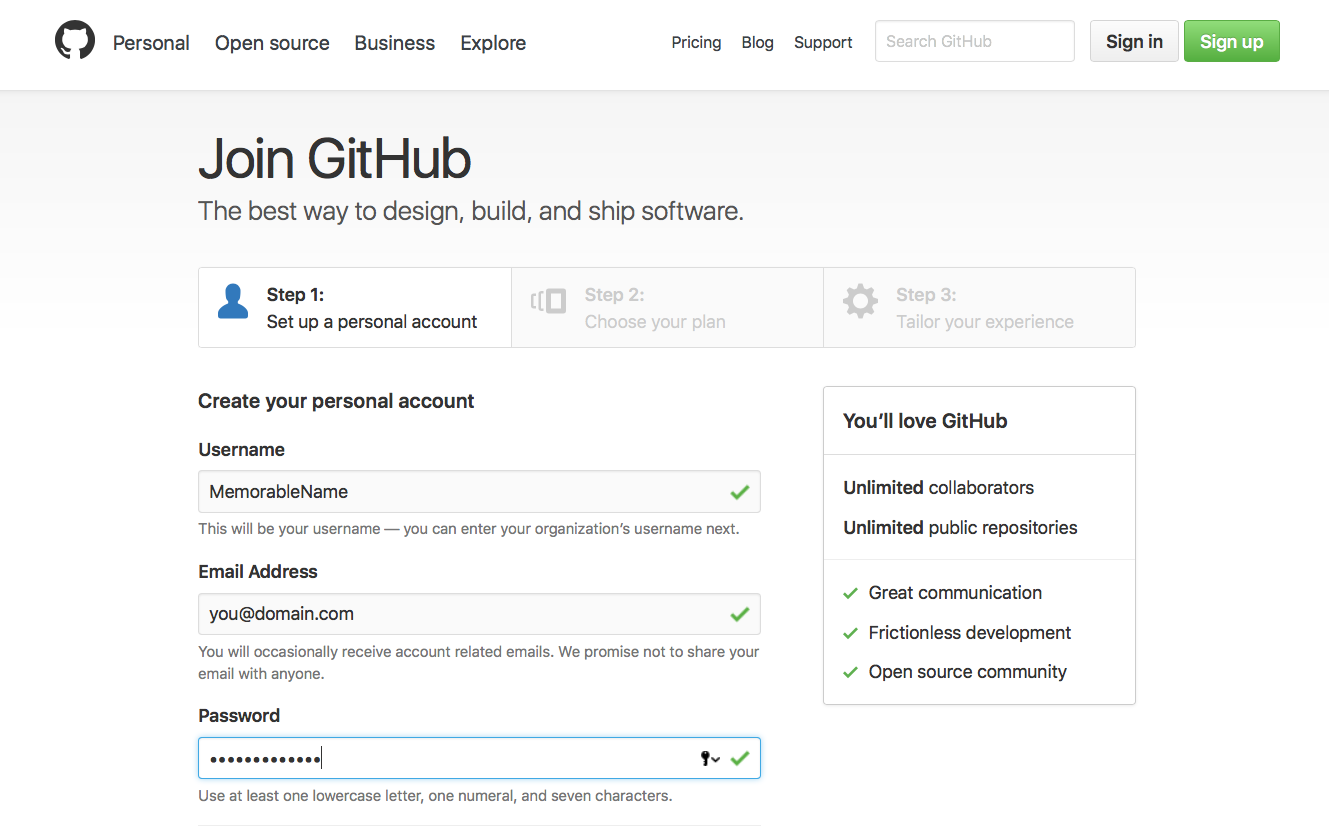 Personal Open source Business Explore Pricing Blog Support Search GitHub Sign in Sign up
Join GitHub
The best way to design, build, and ship software.
Step 1:
Set up a personal account
Step 2:
Choose your plan
Step 3:
Tailor your experience
Create your personal account
Username
MemorableName
This will be your username — you can enter your organization’s username next.
Email Address
you@domain.com
You will occasionally receive account related emails. We promise not to share your
email with anyone.
Password
•••••••••••••
Use at least one lowercase letter, one numeral, and seven characters.
You’ll love GitHub
Unlimited collaborators
Unlimited public repositories
Great communication
Frictionless development
Open source community